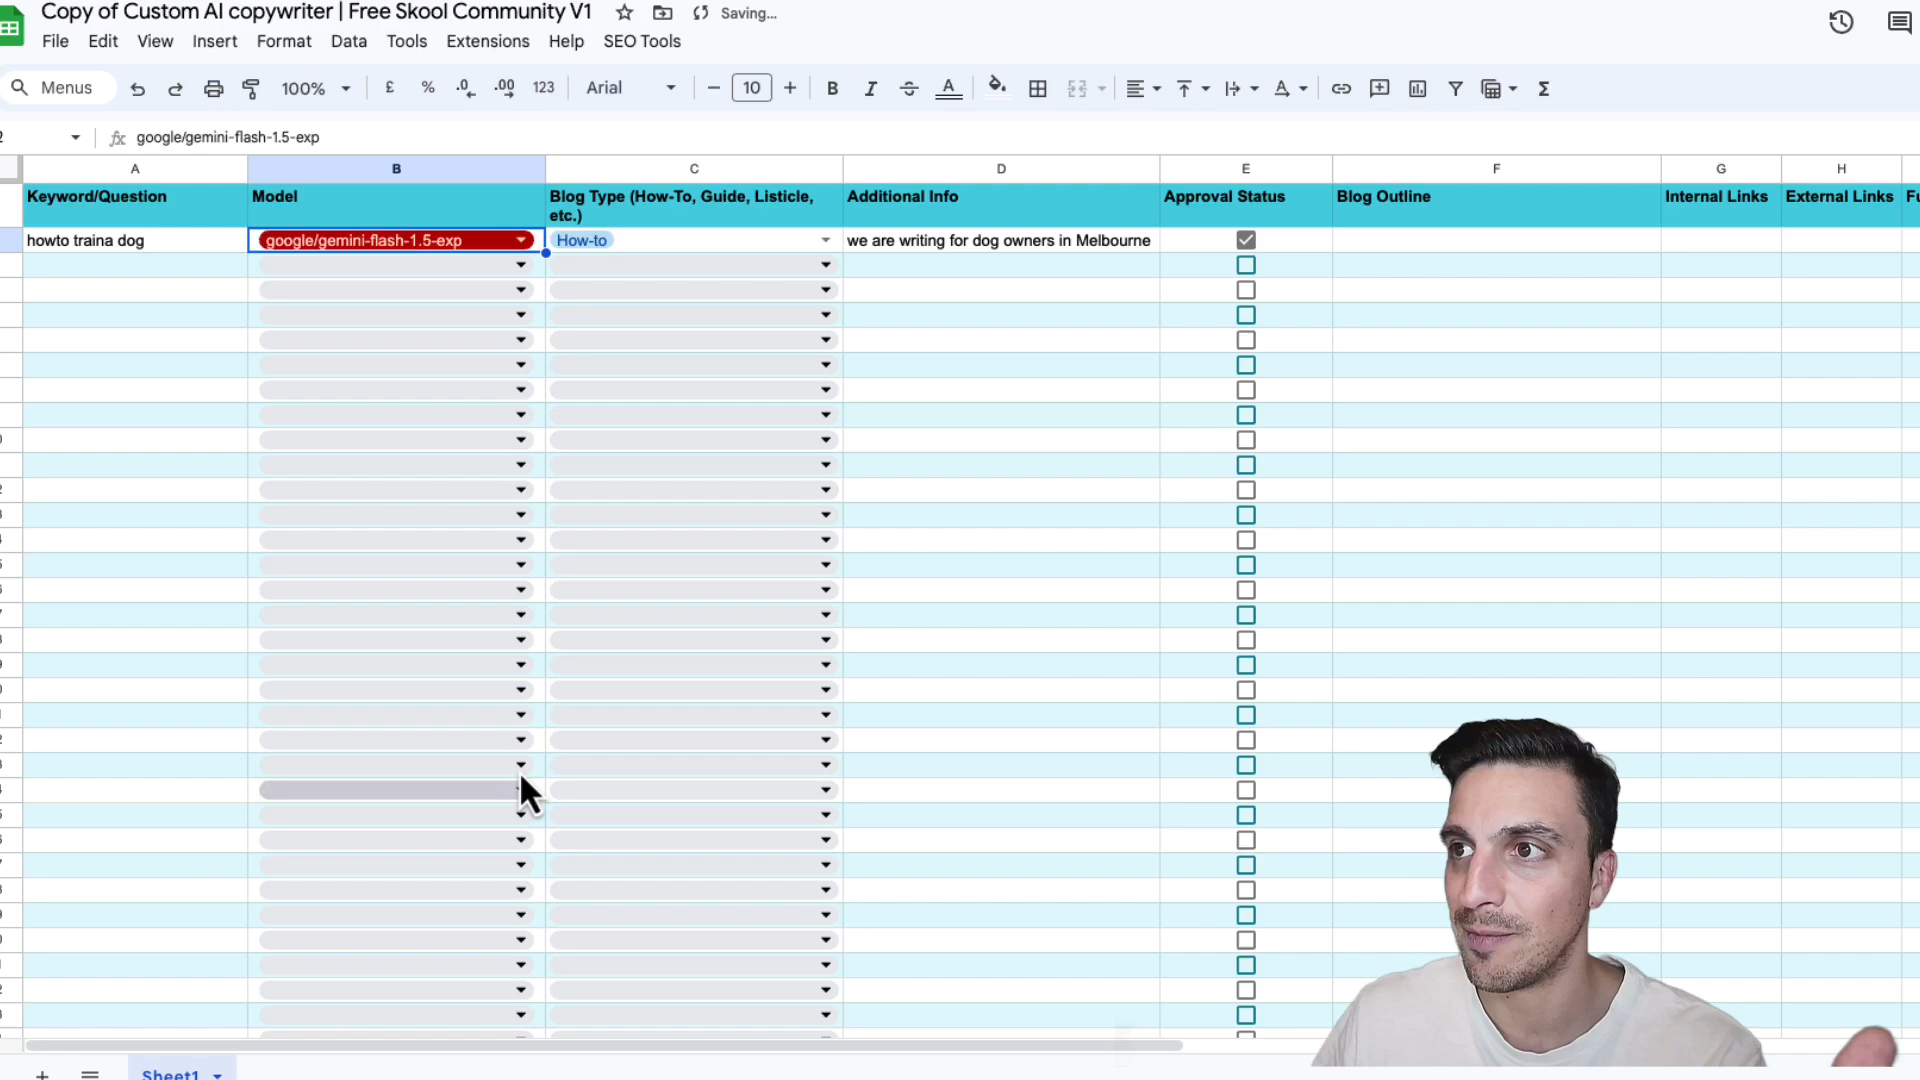 Copy of Custom AI copywriter | Free Skool Community V1 Saving...
File Edit View Insert Format Data Tools Extensions Help SEO Tools
Menus 100% £ % .0 .00 123 Arial 10 B I A Σ
fx google/gemini-flash-1.5-exp
A B C D E F G H
Keyword/Question Model Blog Type (How-To, Guide, Listicle, etc.) Additional Info Approval Status Blog Outline Internal Links External Links
howto traina dog google/gemini-flash-1.5-exp How-to we are writing for dog owners in Melbourne
Sheet1